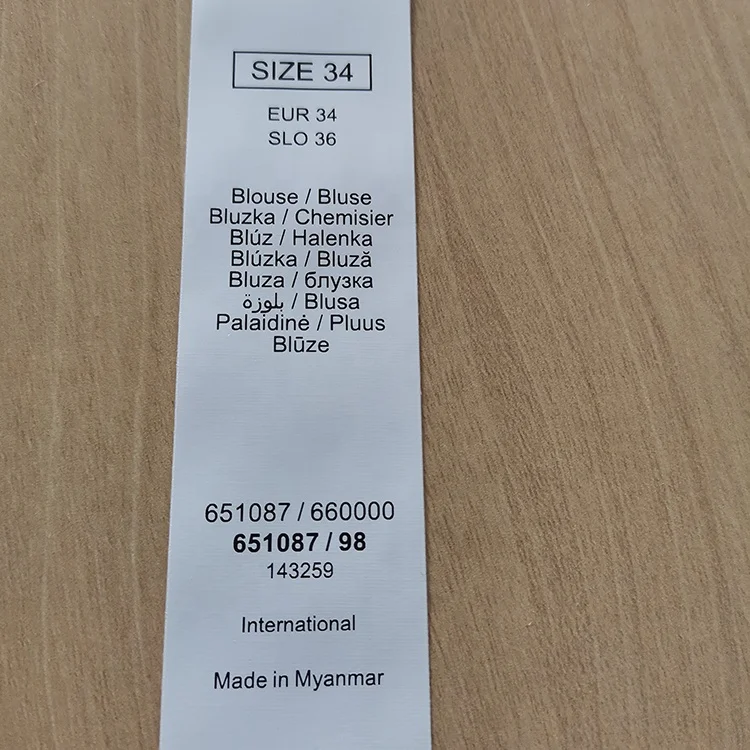 SIZE 34
EUR 34
SLO 36
Blouse / Bluse
Bluzka / Chemisier
Blúz / Halenka
Blúzka / Bluză
Bluza / блузка
بلوزة / Blusa
Palaidinė / Pluus
Blūze
651087 / 660000
651087 / 98
143259
International
Made in Myanmar